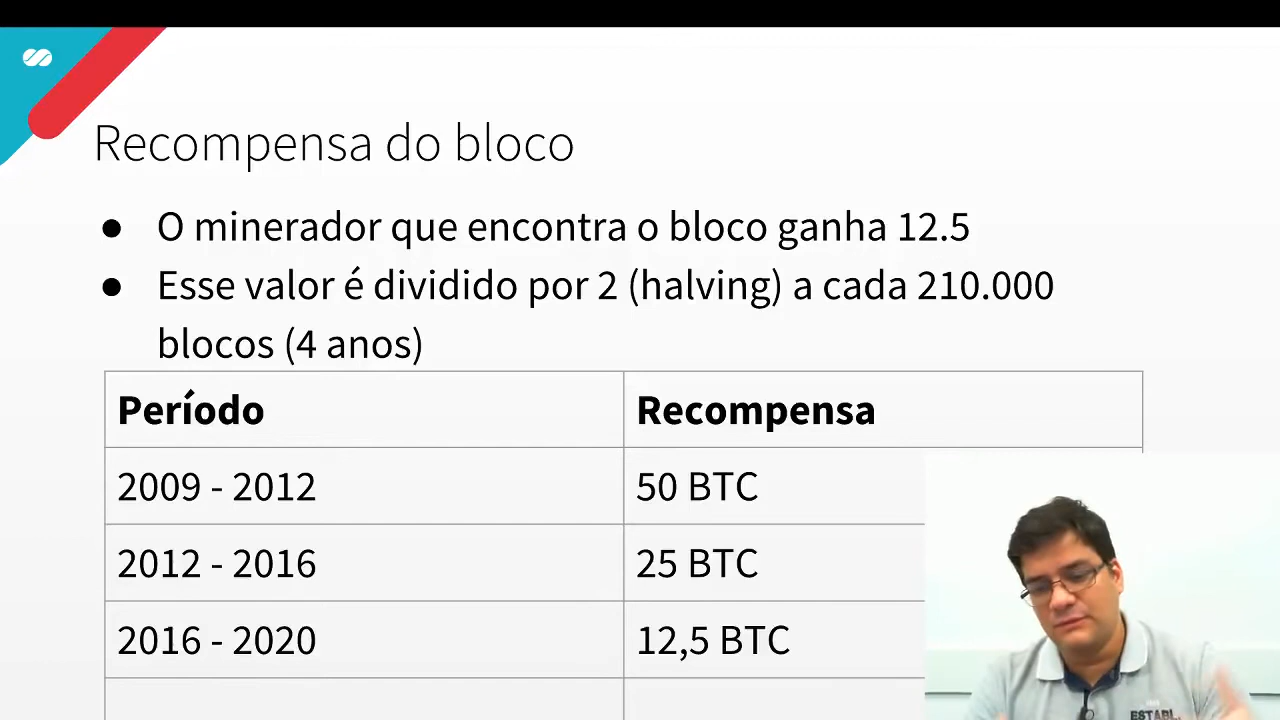 Recompensa do bloco
● O minerador que encontra o bloco ganha 12.5
● Esse valor é dividido por 2 (halving) a cada 210.000
blocos (4 anos)
Período Recompensa
2009 - 2012 50 BTC
2012 - 2016 25 BTC
2016 - 2020 12,5 BTC
ESTABL.